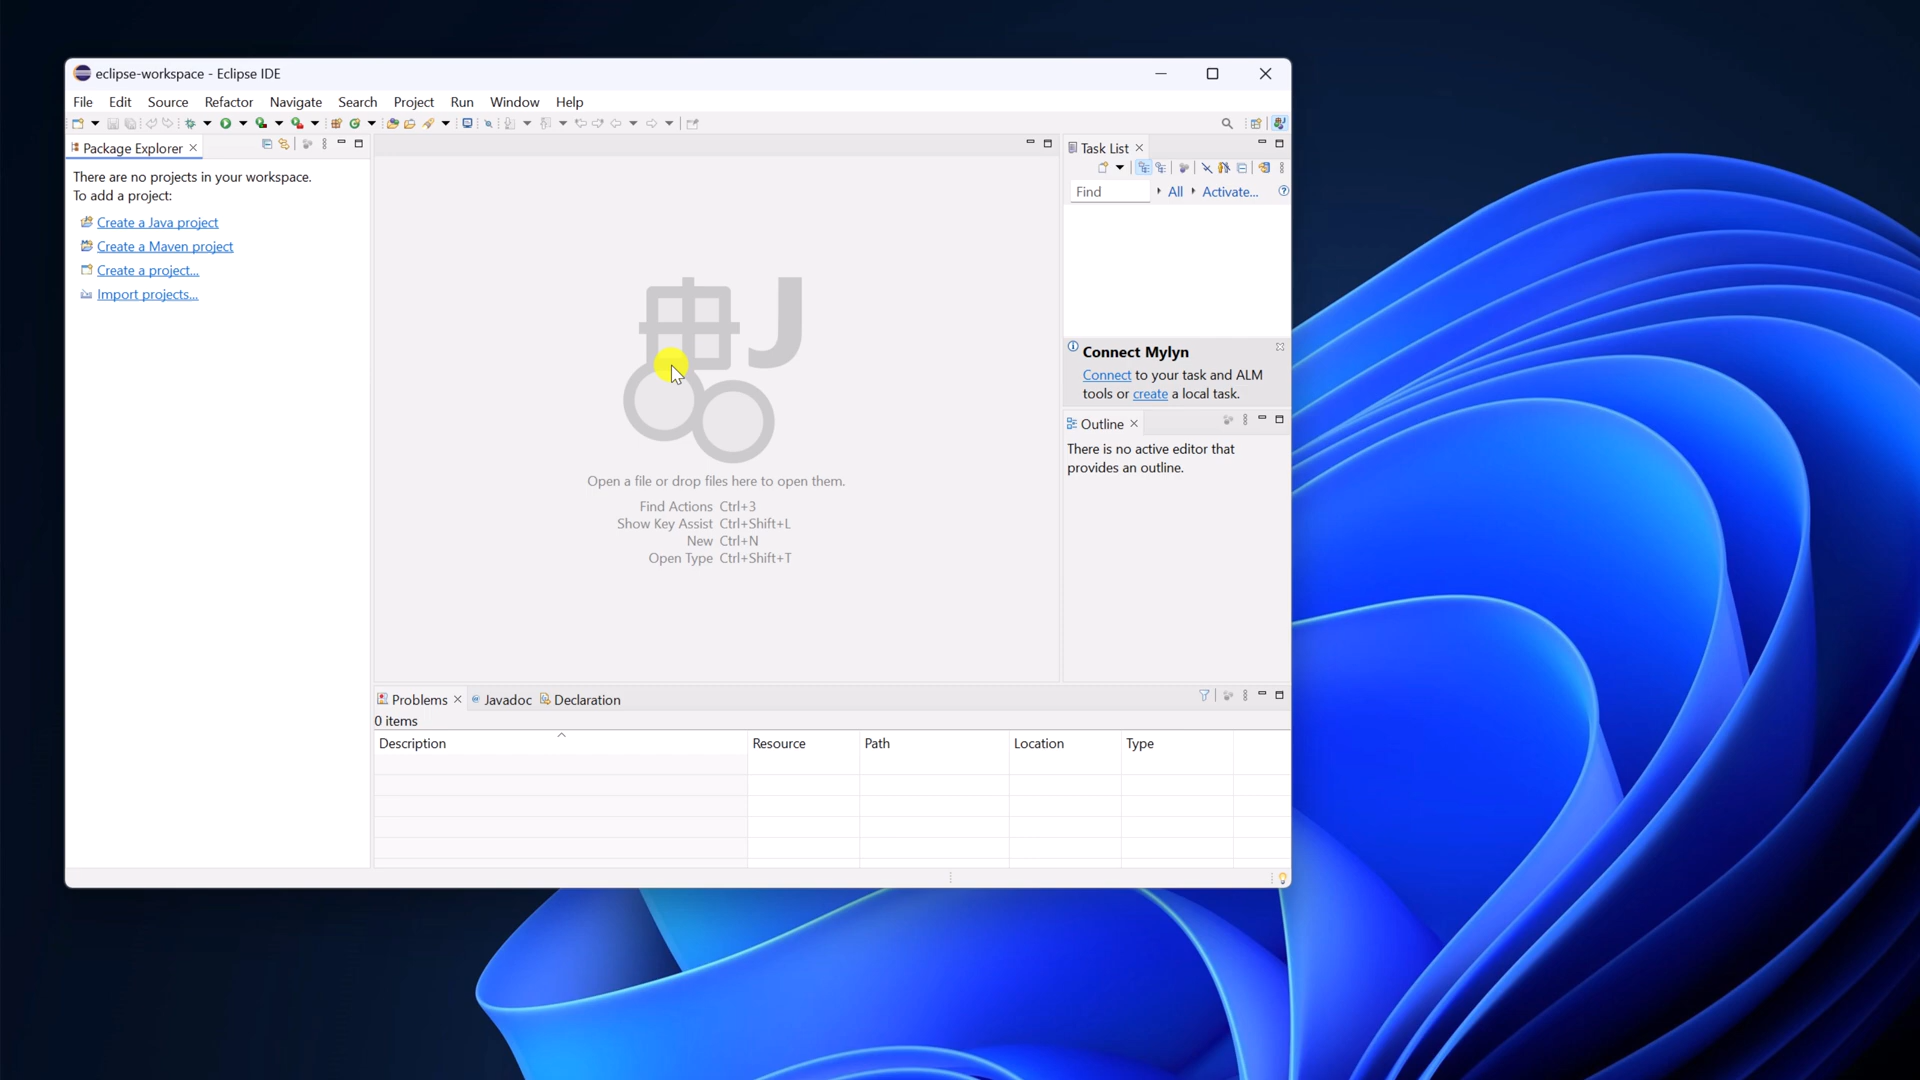 eclipse-workspace - Eclipse IDE
File Edit Source Refactor Navigate Search Project Run Window Help
Package Explorer
There are no projects in your workspace.
To add a project:
Create a Java project
Create a Maven project
Create a project...
Import projects...
J
Open a file or drop files here to open them.
Find Actions Ctrl+3
Show Key Assist Ctrl+Shift+L
New Ctrl+N
Open Type Ctrl+Shift+T
Task List
Find All Activate...
Connect Mylyn
Connect to your task and ALM
tools or create a local task.
Outline
There is no active editor that
provides an outline.
Problems Javadoc Declaration
0 items
Description Resource Path Location Type